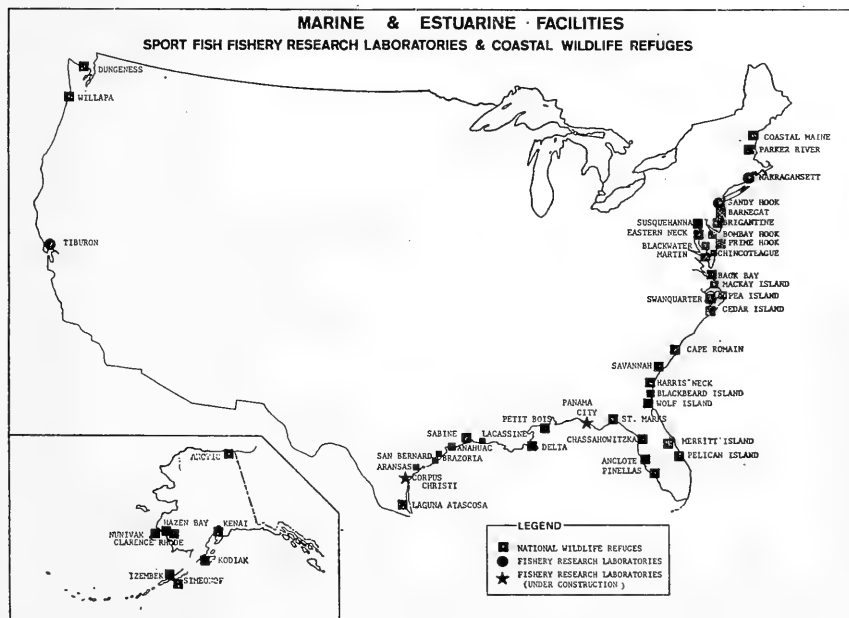 MARINE & ESTUARINE FACILITIES
SPORT FISH FISHERY RESEARCH LABORATORIES & COASTAL WILDLIFE REFUGES
DUNGENESS
WILLAPA
TIBURON
COASTAL MAINE
PARKER RIVER
NARRAGANSETT
SANDY HOOK
BARNEGAT
SUSQUEHANNA
BRIGANTINE
EASTERN NECK
BOMBAY HOOK
BLACKWATER
PRIME HOOK
MARTIN
CHINCOTEAGUE
BACK BAY
MACKAY ISLAND
SWANQUARTER
PEA ISLAND
CEDAR ISLAND
CAPE ROMAIN
SAVANNAH
HARRIS NECK
BLACKBEARD ISLAND
WOLF ISLAND
PANAMA
CITY
PETIT BOIS
ST. MARKS
SABINE
LACASSINE
CHASSAHOWITZKA
MERRITT ISLAND
ANAHUAC
DELTA
SAN BERNARD
BRAZORIA
PELICAN ISLAND
ARANSAS
ANCLOTE
CORPUS
CHRISTI
PINELLAS
LAGUNA ATASCOSA
ARCTIC
HAZEN BAY
KENAI
NUNIVAK
CLARENCE RHODE
KODIAK
IZEMBEK
SIMEONOF
LEGEND
NATIONAL WILDLIFE REFUGES
FISHERY RESEARCH LABORATORIES
FISHERY RESEARCH LABORATORIES
(UNDER CONSTRUCTION)